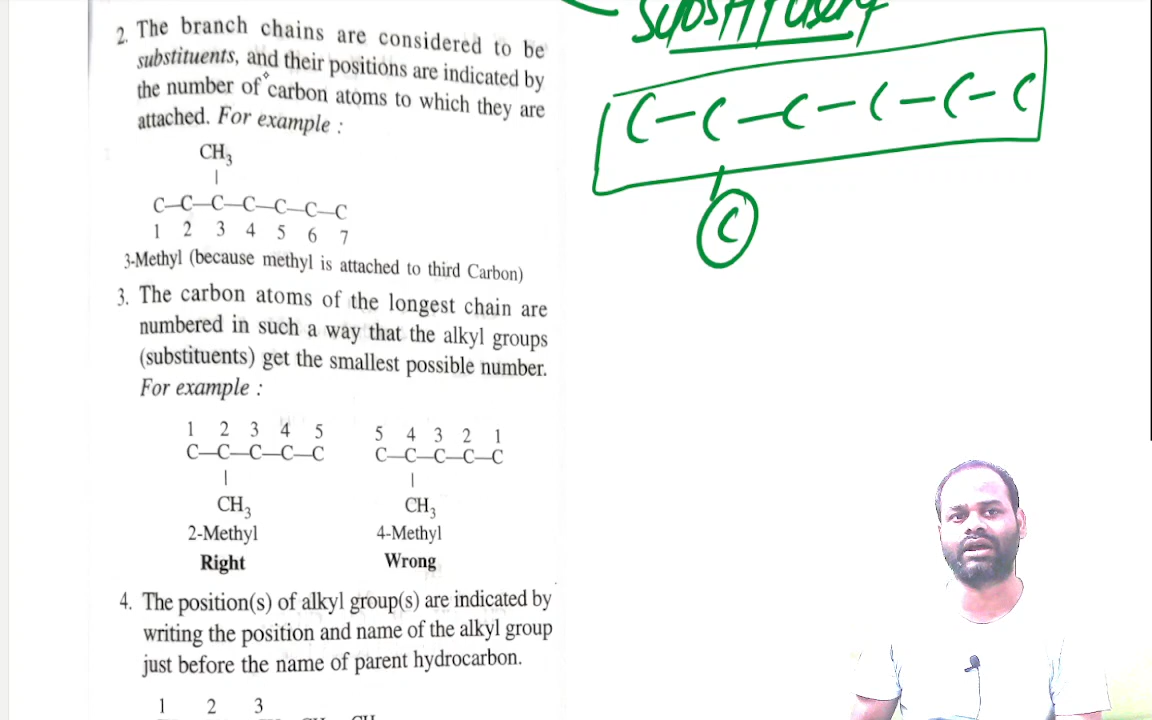 2. The branch chains are considered to be
substituents, and their positions are indicated by
the number of carbon atoms to which they are
attached. For example :
CH3
|
C—C—C—C—C—C—C
1 2 3 4 5 6 7
3-Methyl (because methyl is attached to third Carbon)
3. The carbon atoms of the longest chain are
numbered in such a way that the alkyl groups
(substituents) get the smallest possible number.
For example :
1 2 3 4 5
C—C—C—C—C
|
CH3
2-Methyl
Right
5 4 3 2 1
C—C—C—C—C
|
CH3
4-Methyl
Wrong
4. The position(s) of alkyl group(s) are indicated by
writing the position and name of the alkyl group
just before the name of parent hydrocarbon.
1 2 3
substituent
C—C—C—C—C—C
|
C